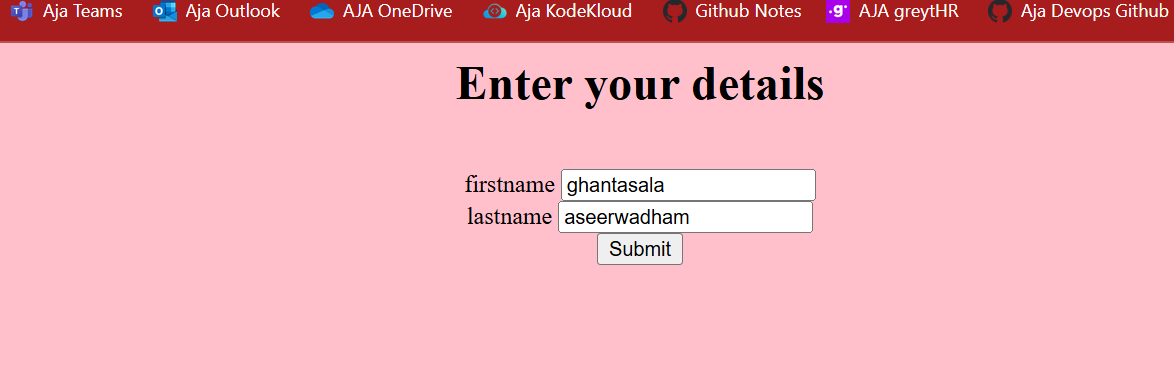 Aja Teams Aja Outlook AJA OneDrive Aja KodeKloud Github Notes .g. AJA greytHR Aja Devops Github
Enter your details
firstname ghantasala
lastname aseerwadham
Submit